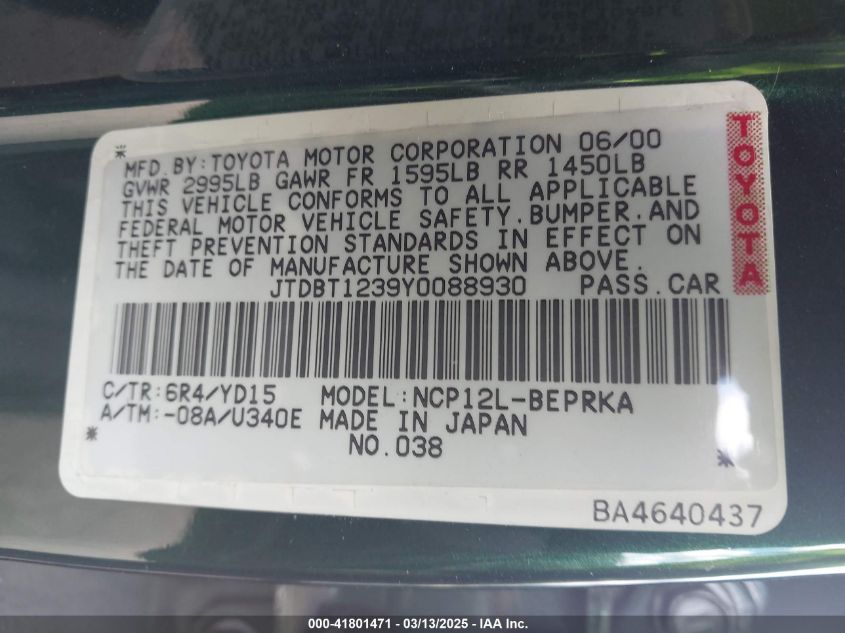 MFD.BY:TOYOTA MOTOR CORPORATION 06/00
GVWR 2995LB GAWR FR 1595LB RR 1450LB
THIS VEHICLE CONFORMS TO ALL APPLICABLE
FEDERAL MOTOR VEHICLE SAFETY,BUMPER,AND
THEFT PREVENTION STANDARDS IN EFFECT ON
THE DATE OF MANUFACTURE SHOWN ABOVE.
JTDBT1239Y0088930 PASS.CAR
TOYOTA
C/TR:6R4/YD15 MODEL:NCP12L-BEPRKA
A/TM:-08A/U340E MADE IN JAPAN
NO.038
BA4640437
000-41801471 - 03/13/2025 - IAA Inc.